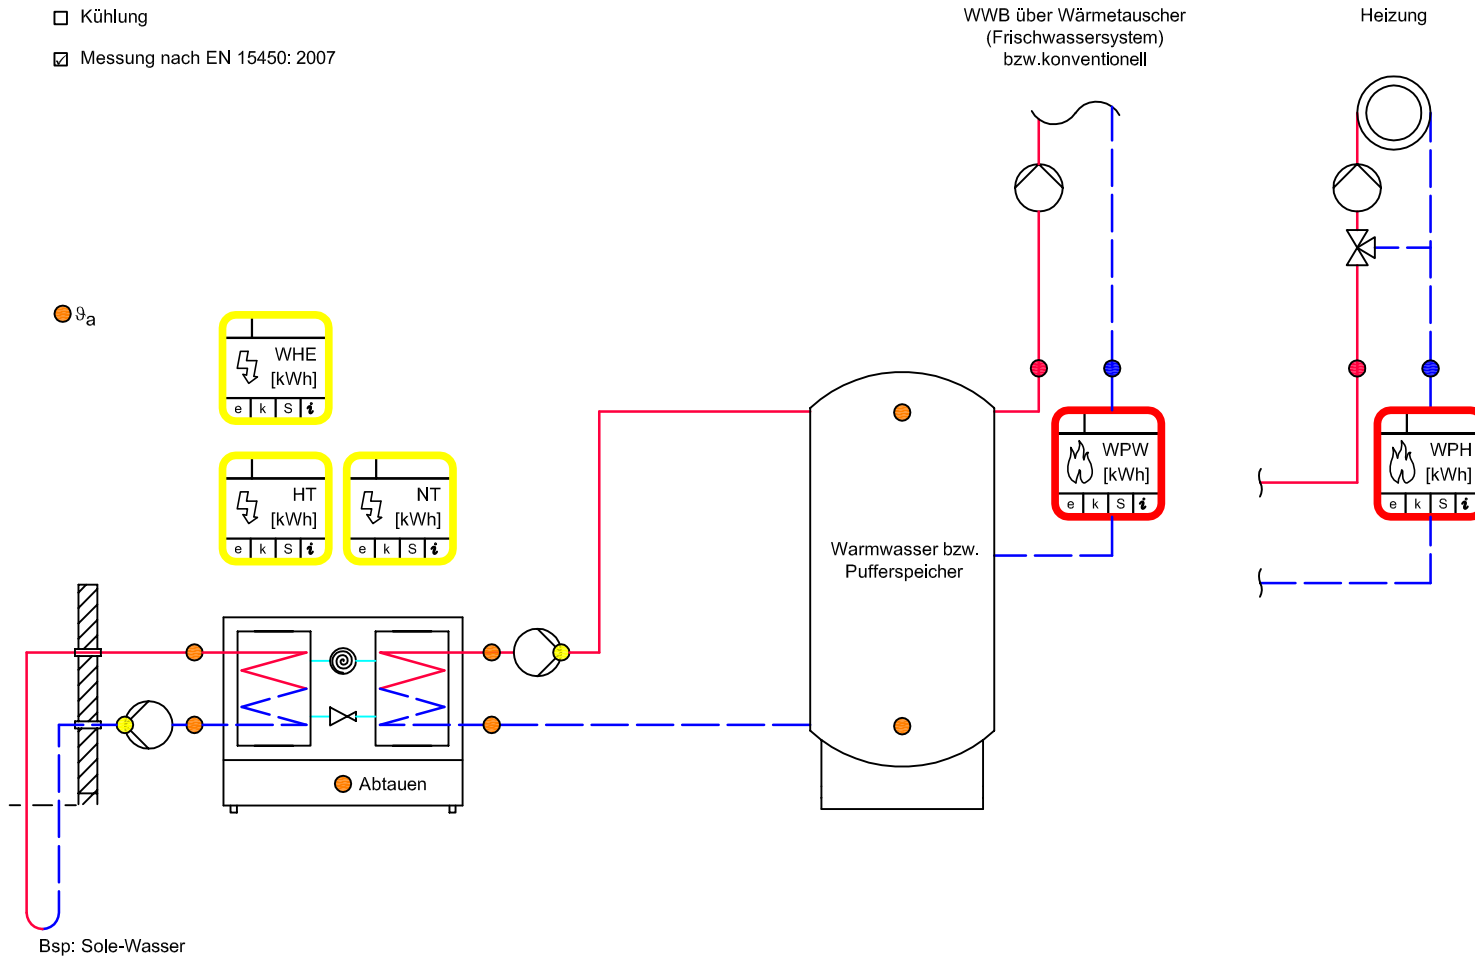 Kühlung
Messung nach EN 15450: 2007
WWB über Wärmetauscher
(Frischwassersystem)
bzw.konventionell
Heizung
ϑa
WHE
[kWh]
e k S i
HT
[kWh]
e k S i
NT
[kWh]
e k S i
WPW
[kWh]
e k S i
WPH
[kWh]
e k S i
Warmwasser bzw.
Pufferspeicher
Abtauen
Bsp: Sole-Wasser